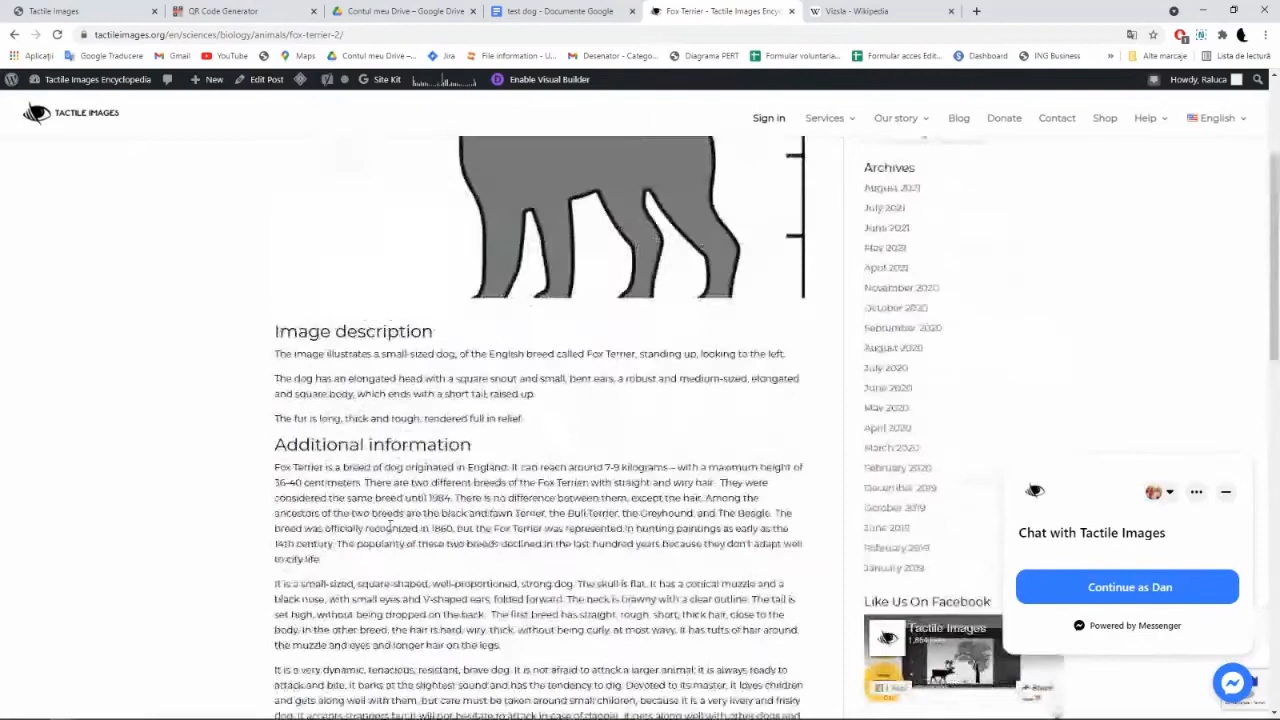 Tactile Images
QR Code Generator
Contul meu Drive – Google Drive
test dog - Documente Google
Fox Terrier - Tactile Images Ency
Vizsla - Wikipedia
tactileimages.org/en/sciences/biology/animals/fox-terrier-2/
Aplicații
Google Traducere
Gmail
YouTube
Maps
Contul meu Drive –...
Jira
File information - U...
Desenator - Catego...
Diagrama PERT
Formular voluntaria...
Formular acces Edit...
Dashboard
ING Business
Alte marcaje
Lista de lectură
Tactile Images Encyclopedia
New
Edit Post
Site Kit
Enable Visual Builder
Howdy, Raluca
TACTILE IMAGES
Sign in
Services
Our story
Blog
Donate
Contact
Shop
Help
English
Image description
The image illustrates a small-sized dog, of the English breed called Fox Terrier, standing up, looking to the left.
The dog has an elongated head with a square snout and small, bent ears, a robust and medium-sized, elongated
and square body, which ends with a short tail, raised up.
The fur is long, thick and rough, rendered full in relief.
Additional information
Fox Terrier is a breed of dog originated in England. It can reach around 7-9 kilograms – with a maximum height of
36-40 centimeters. There are two different breeds of the Fox Terrier: with straight and wiry hair. They were
considered the same breed until 1984. There is no difference between them, except the hair. Among the
ancestors of the two breeds are the black and fawn Terrier, the Bull Terrier, the Greyhound, and The Beagle. The
breed was officially recognized in 1860, but the Fox Terrier was represented in hunting paintings as early as the
14th century. The popularity of these two breeds declined in the last hundred years because they don't adapt well
to city life.
It is a small-sized, square-shaped, well-proportioned, strong dog. The skull is flat. It has a conical muzzle and a
black nose, with small eyes and V-shaped ears, folded forward. The neck is brawny with a clear outline. The tail is
set high, without being dropped on the back. The first breed has straight, rough, short, thick hair, close to the
body. In the other breed, the hair is hard, wiry, thick, without being curly, at most wavy. It has tufts of hair around
the muzzle and eyes and longer hair on the legs.
It is a very dynamic, tenacious, resistant, brave dog. It is not afraid to attack a larger animal; it is always ready to
attack and bite. It barks at the slightest sound and has the tendency to dig. Devoted to its master, it loves children
and gets along well with them, but care must be taken around small children, because it is a very lively and frisky
dog. It accepts strangers but it will not hesitate to attack in case of danger. It gets along well with other dogs and
Archives
August 2021
July 2021
June 2021
May 2021
April 2021
November 2020
October 2020
September 2020
August 2020
July 2020
June 2020
May 2020
April 2020
March 2020
February 2020
December 2019
October 2019
June 2019
February 2019
January 2019
Like Us On Facebook
Tactile Images
Share
Chat with Tactile Images
Continue as Dan
Powered by Messenger